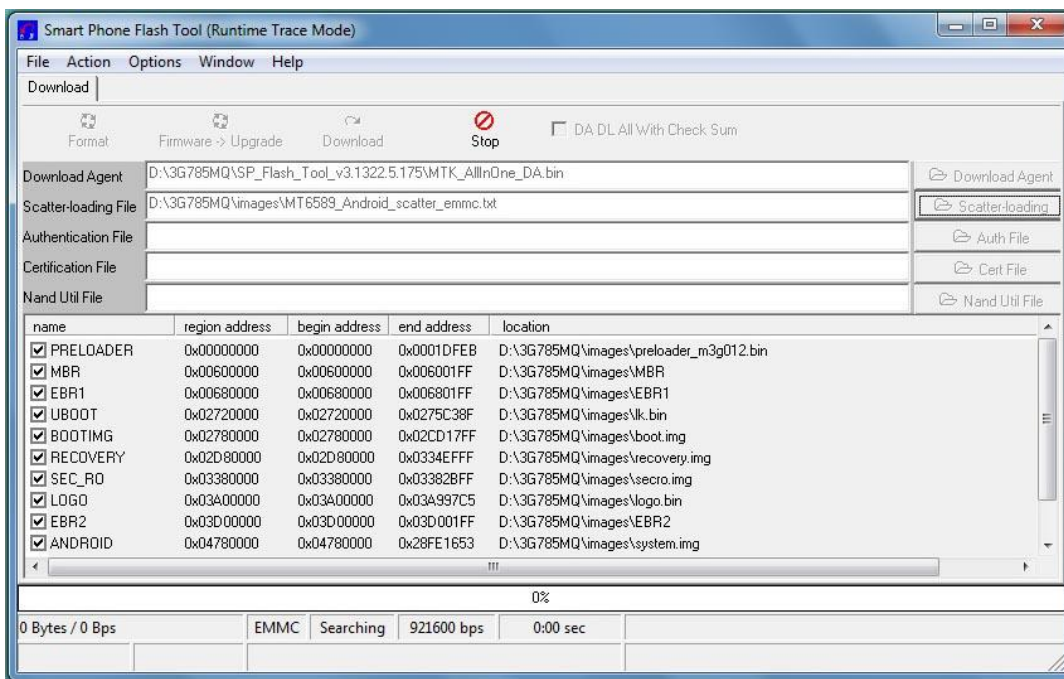 Smart Phone Flash Tool (Runtime Trace Mode)
File Action Options Window Help
Download
Format Firmware -> Upgrade Download Stop DA DL All With Check Sum
Download Agent D:\3G785MQ\SP_Flash_Tool_v3.1322.5.175\MTK_AllInOne_DA.bin Download Agent
Scatter-loading File D:\3G785MQ\images\MT6589_Android_scatter_emmc.txt Scatter-loading
Authentication File Auth File
Certification File Cert File
Nand Util File Nand Util File
name region address begin address end address location
PRELOADER 0x00000000 0x00000000 0x0001DFEB D:\3G785MQ\images\preloader_m3g012.bin
MBR 0x00600000 0x00600000 0x006001FF D:\3G785MQ\images\MBR
EBR1 0x00680000 0x00680000 0x006801FF D:\3G785MQ\images\EBR1
UBOOT 0x02720000 0x02720000 0x0275C38F D:\3G785MQ\images\lk.bin
BOOTIMG 0x02780000 0x02780000 0x02CD17FF D:\3G785MQ\images\boot.img
RECOVERY 0x02D80000 0x02D80000 0x0334EFFF D:\3G785MQ\images\recovery.img
SEC_RO 0x03380000 0x03380000 0x03382BFF D:\3G785MQ\images\secro.img
LOGO 0x03A00000 0x03A00000 0x03A997C5 D:\3G785MQ\images\logo.bin
EBR2 0x03D00000 0x03D00000 0x03D001FF D:\3G785MQ\images\EBR2
ANDROID 0x04780000 0x04780000 0x28FE1653 D:\3G785MQ\images\system.img
0%
0 Bytes / 0 Bps EMMC Searching 921600 bps 0:00 sec